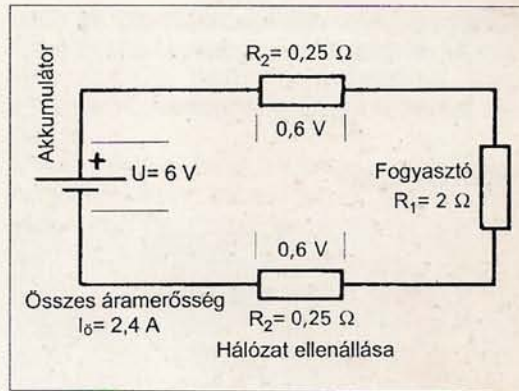 R₂= 0,25 Ω
0,6 V
Akkumulátor
+
U= 6 V
Fogyasztó
R₁= 2 Ω
0,6 V
Összes áramerősség
Iö= 2,4 A
R₂= 0,25 Ω
Hálózat ellenállása